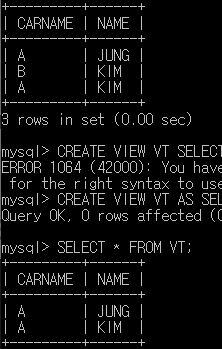 +---------+------+
| CARNAME | NAME |
+---------+------+
| A       | JUNG |
| B       | KIM  |
| A       | KIM  |
+---------+------+
3 rows in set (0.00 sec)
mysql> CREATE VIEW VT SELECT
ERROR 1064 (42000): You have
for the right syntax to use
mysql> CREATE VIEW VT AS SEL
Query OK, 0 rows affected (0
mysql> SELECT * FROM VT;
+---------+------+
| CARNAME | NAME |
+---------+------+
| A       | JUNG |
| A       | KIM  |
+---------+------+